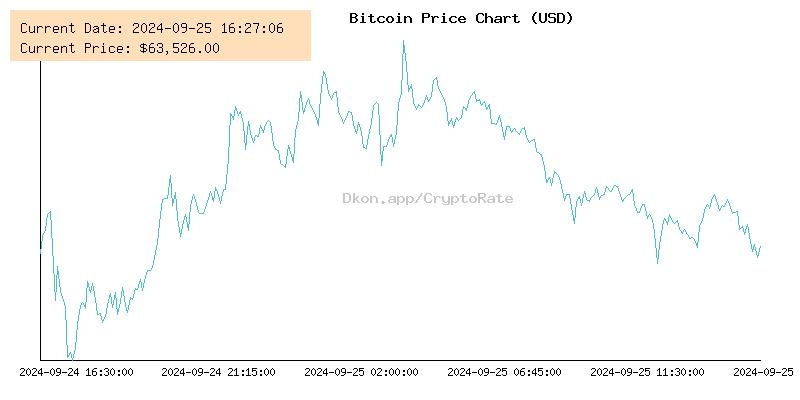 Bitcoin Price Chart (USD)
Current Date: 2024-09-25 16:27:06
Current Price: $63,526.00
Dkon.app/CryptoRate
2024-09-24 16:30:00 2024-09-24 21:15:00 2024-09-25 02:00:00 2024-09-25 06:45:00 2024-09-25 11:30:00 2024-09-25